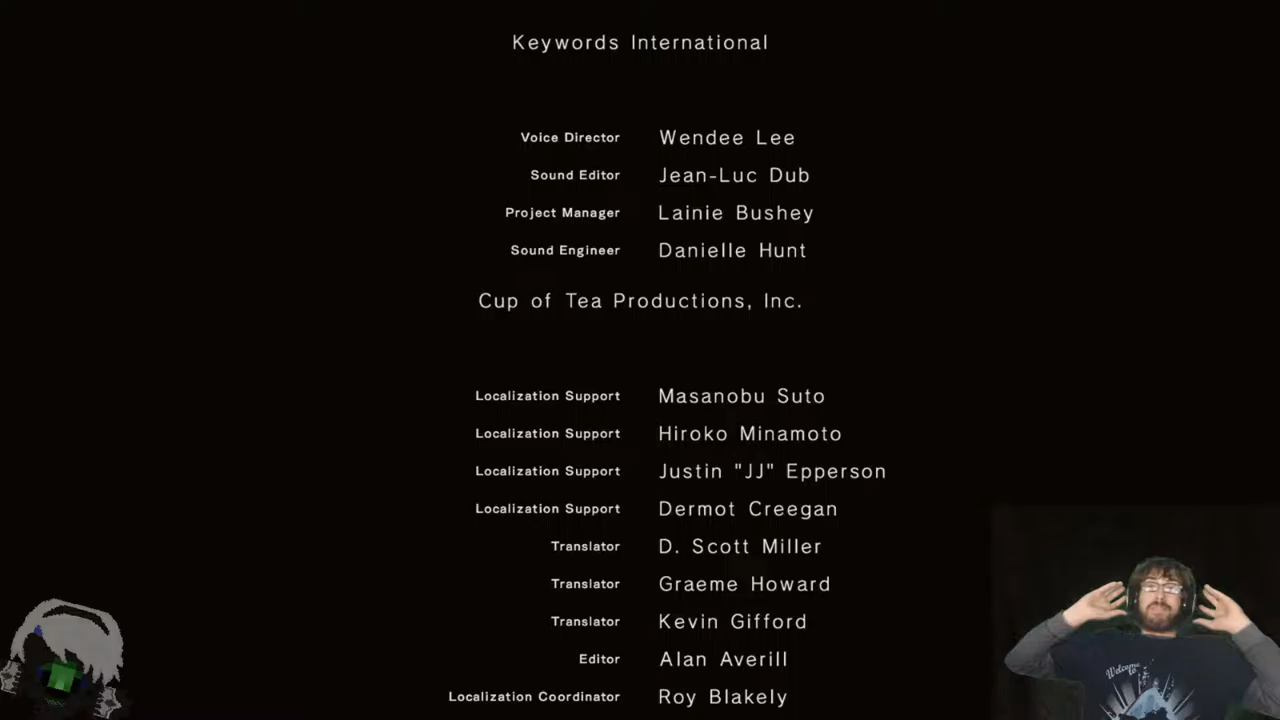 Keywords International
Voice Director Wendee Lee
Sound Editor Jean-Luc Dub
Project Manager Lainie Bushey
Sound Engineer Danielle Hunt
Cup of Tea Productions, Inc.
Localization Support Masanobu Suto
Localization Support Hiroko Minamoto
Localization Support Justin "JJ" Epperson
Localization Support Dermot Creegan
Translator D. Scott Miller
Translator Graeme Howard
Translator Kevin Gifford
Editor Alan Averill
Localization Coordinator Roy Blakely
Welcome
to